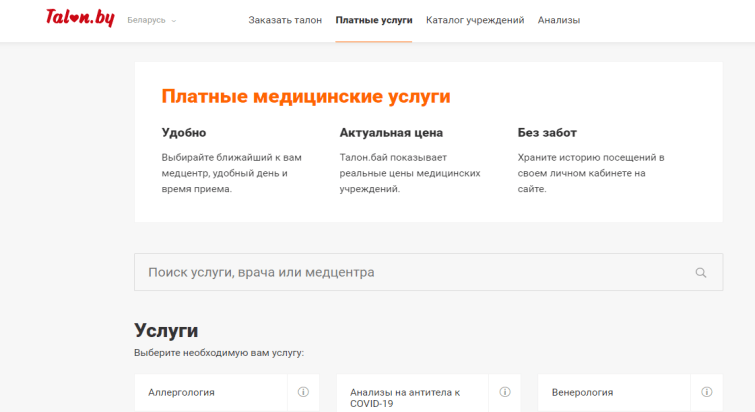 Talon.by
Беларусь
Заказать талон
Платные услуги
Каталог учреждений
Анализы
Платные медицинские услуги
Удобно
Выбирайте ближайший к вам
медцентр, удобный день и
время приема.
Актуальная цена
Талон.бай показывает
реальные цены медицинских
учреждений.
Без забот
Храните историю посещений в
своем личном кабинете на
сайте.
Поиск услуги, врача или медцентра
Услуги
Выберите необходимую вам услугу:
Аллергология
Анализы на антитела к
COVID-19
Венерология